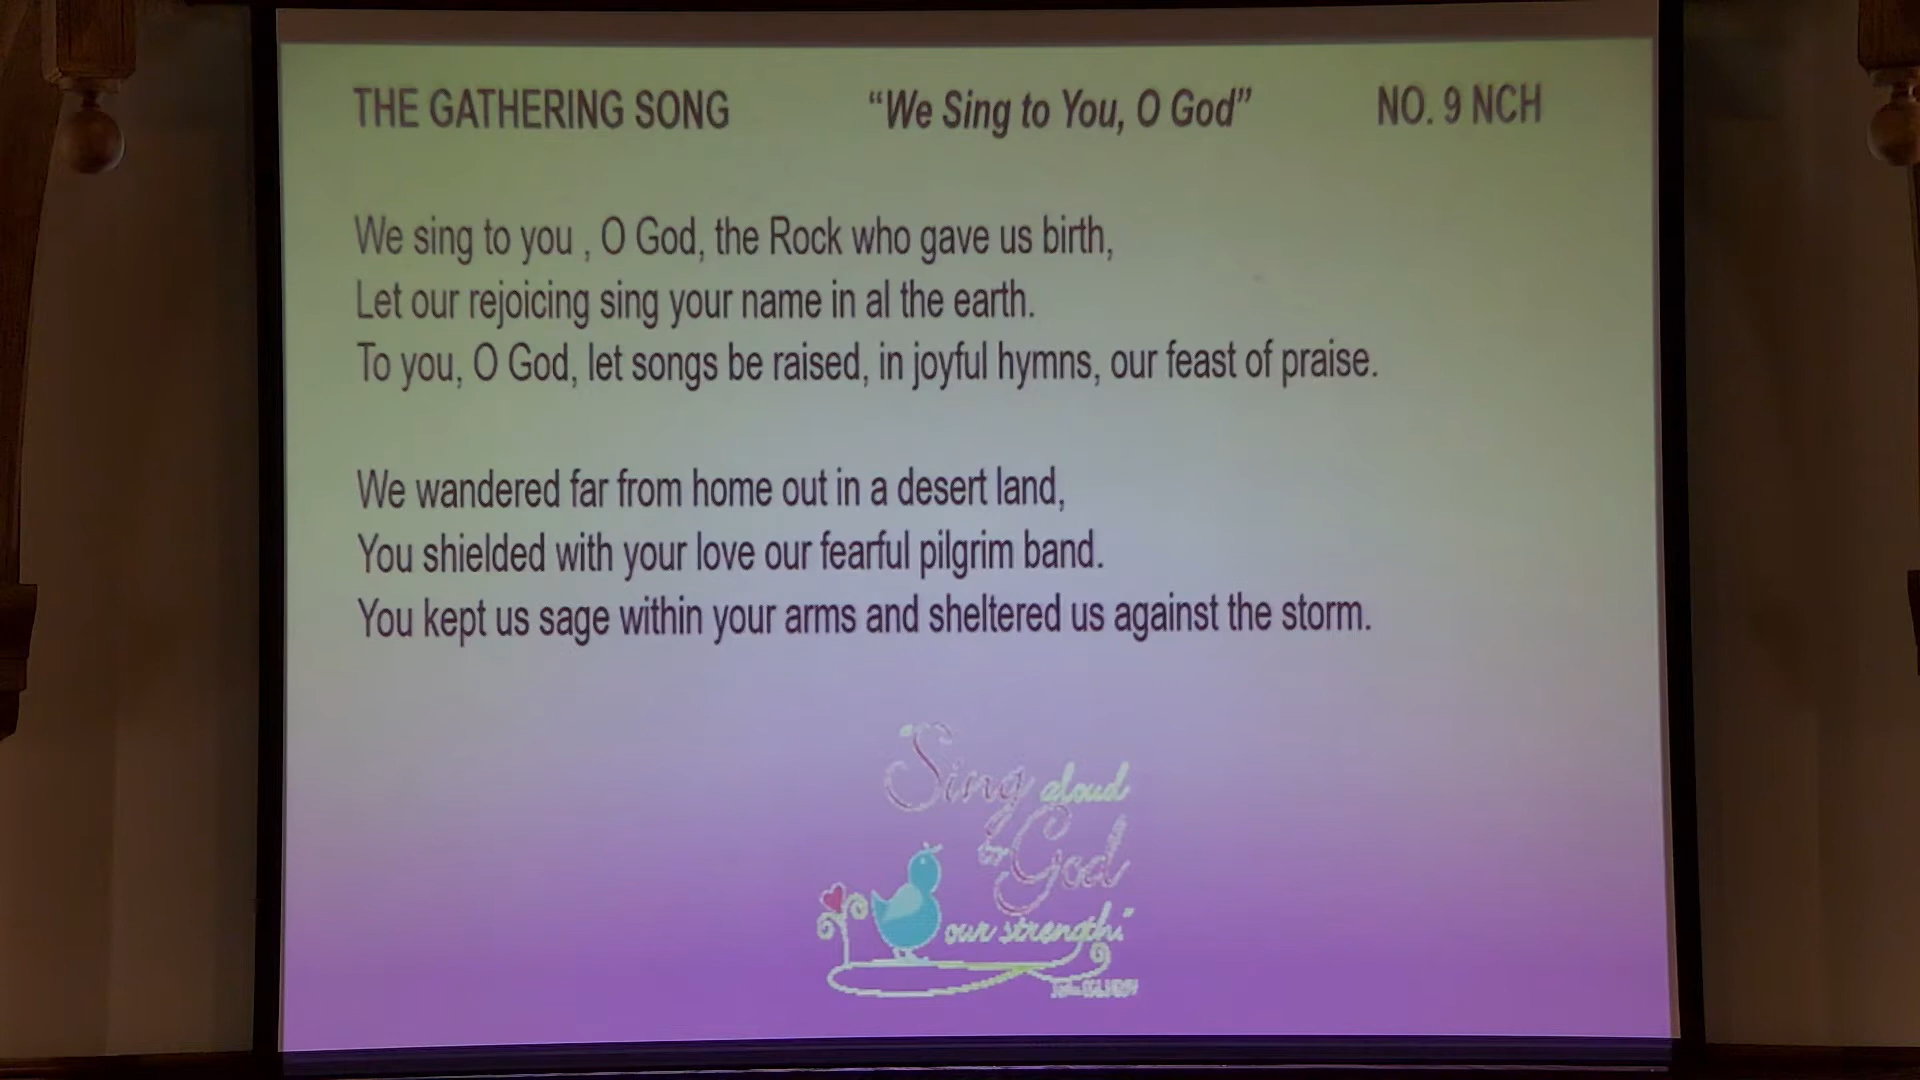 THE GATHERING SONG “We Sing to You, O God” NO. 9 NCH
We sing to you , O God, the Rock who gave us birth,
Let our rejoicing sing your name in al the earth.
To you, O God, let songs be raised, in joyful hymns, our feast of praise.
We wandered far from home out in a desert land,
You shielded with your love our fearful pilgrim band.
You kept us sage within your arms and sheltered us against the storm.
Sing aloud
to God
our strength."